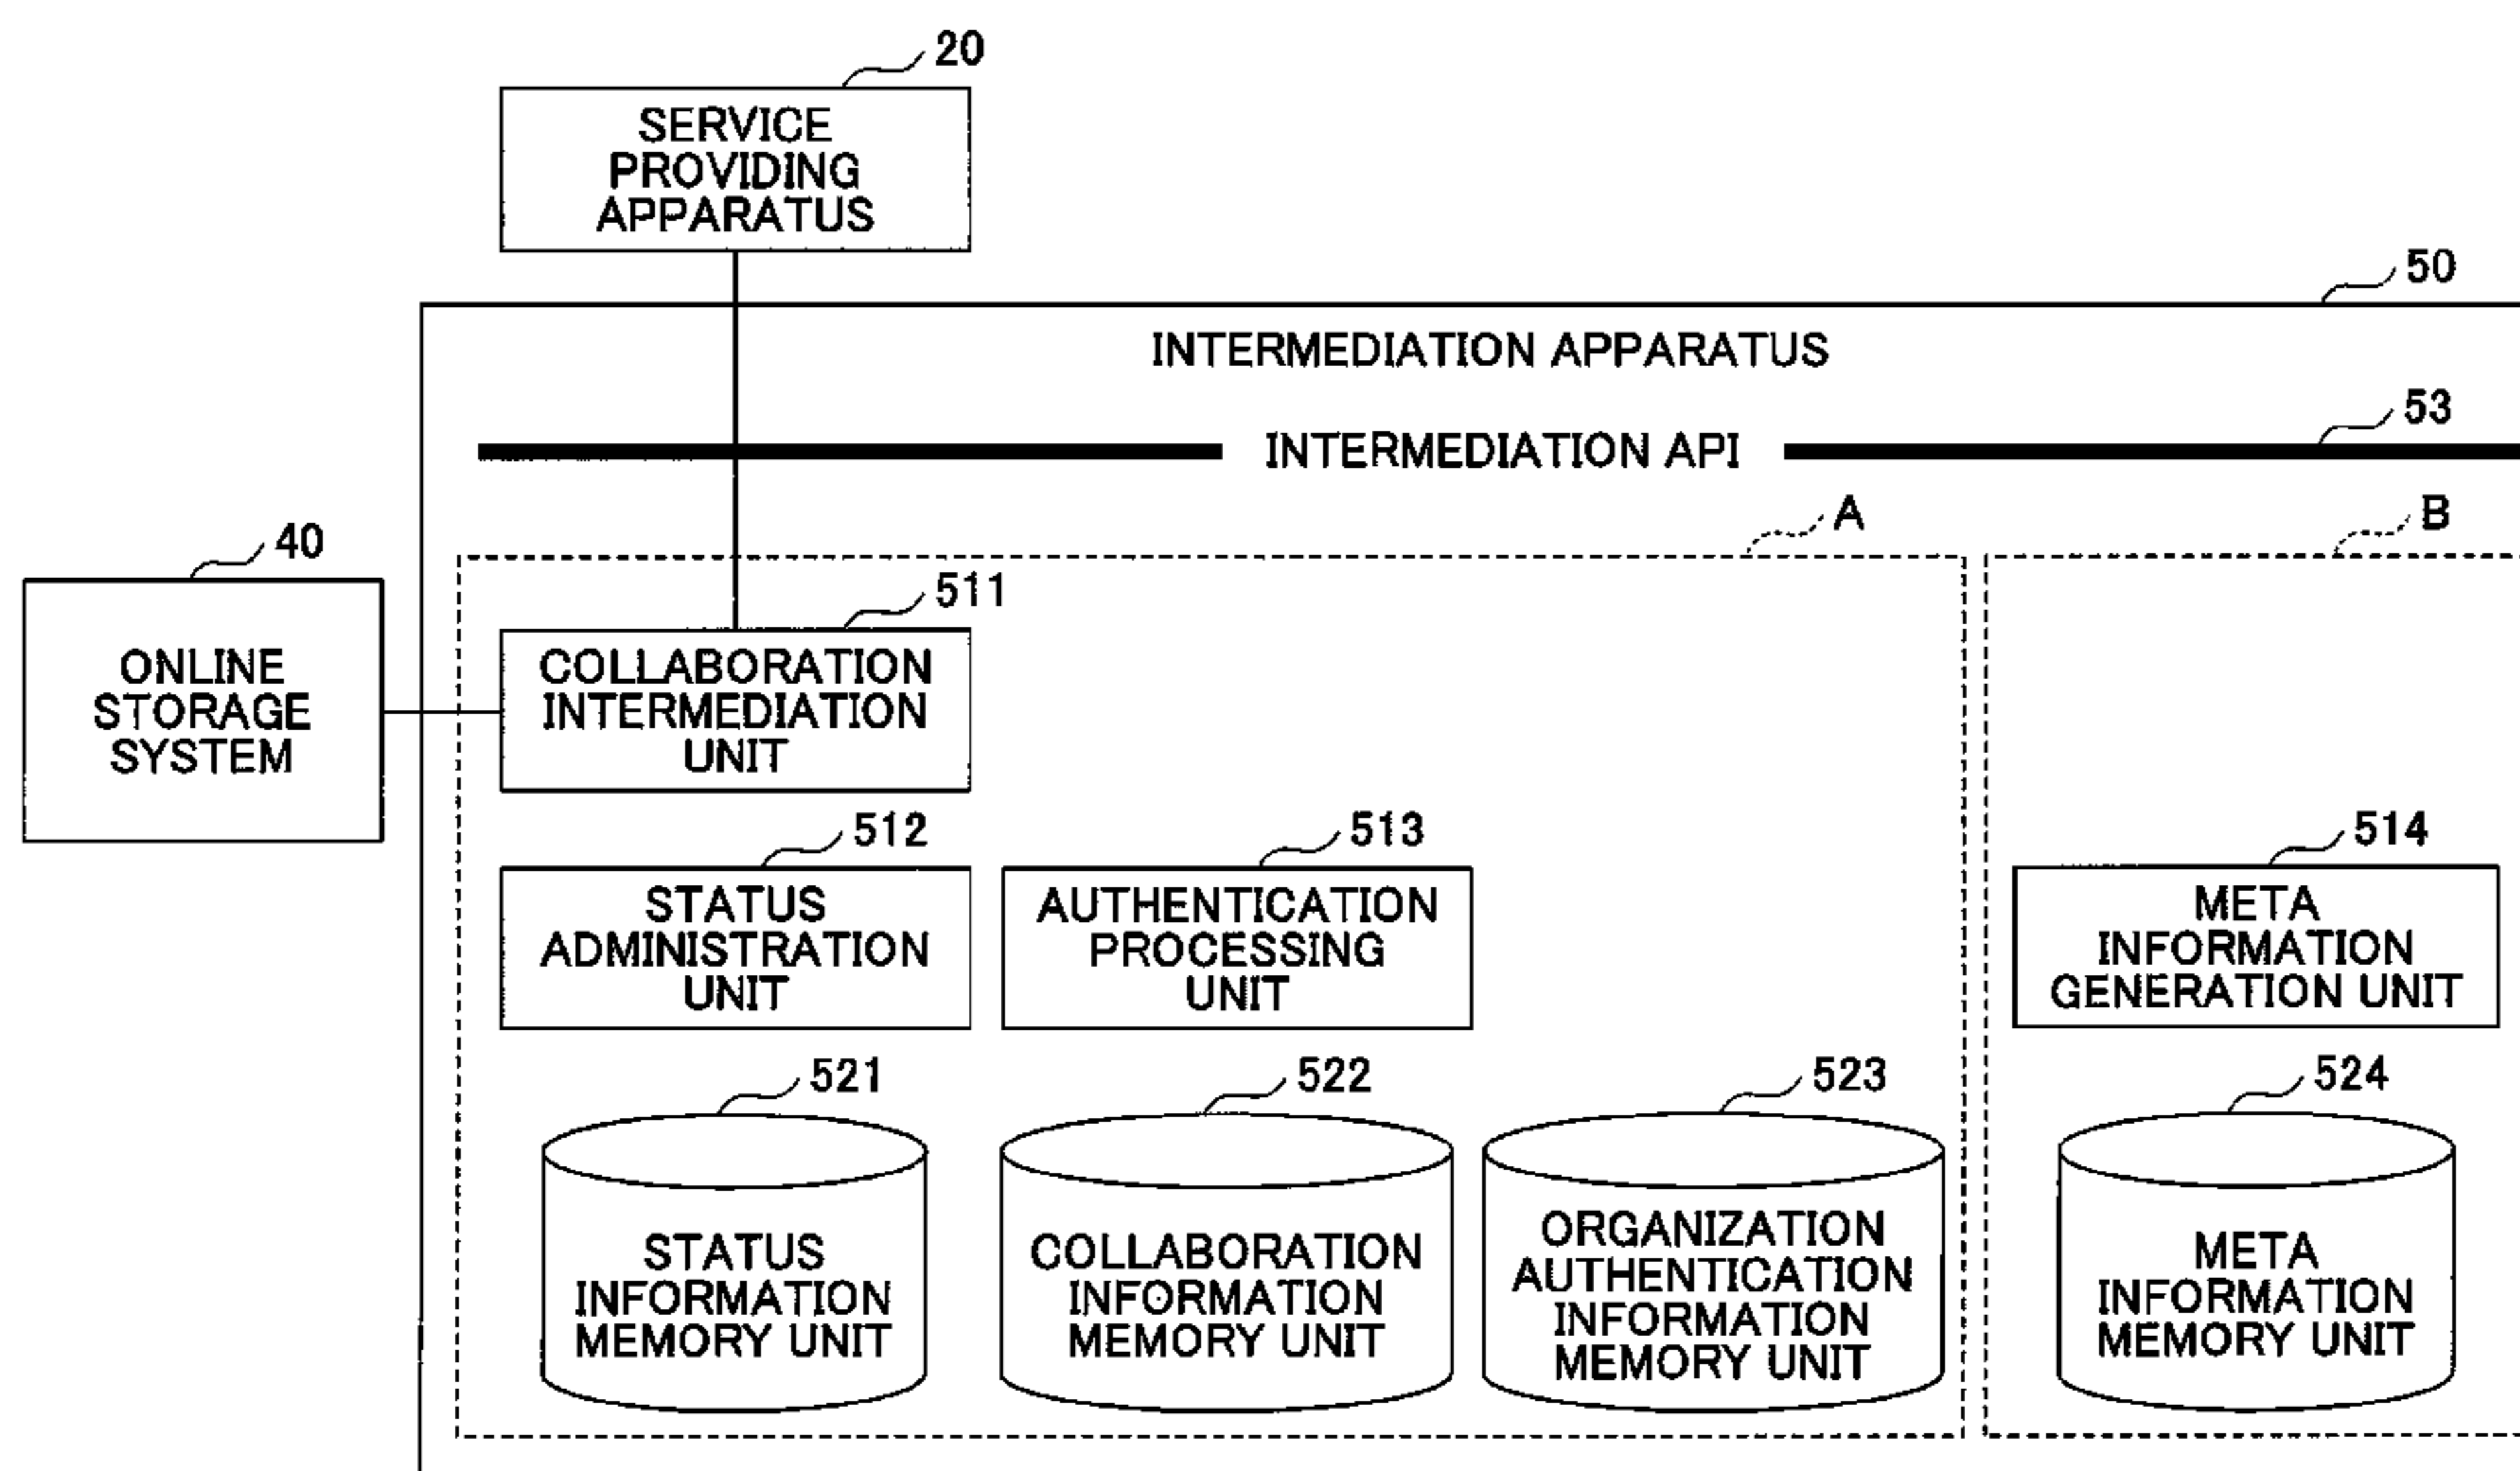 20
SERVICE
PROVIDING
APPARATUS
50
INTERMEDIATION APPARATUS
53
INTERMEDIATION API
A
B
40
ONLINE
STORAGE
SYSTEM
511
COLLABORATION
INTERMEDIATION
UNIT
512
STATUS
ADMINISTRATION
UNIT
513
AUTHENTICATION
PROCESSING
UNIT
514
META
INFORMATION
GENERATION UNIT
521
STATUS
INFORMATION
MEMORY UNIT
522
COLLABORATION
INFORMATION
MEMORY UNIT
523
ORGANIZATION
AUTHENTICATION
INFORMATION
MEMORY UNIT
524
META
INFORMATION
MEMORY UNIT